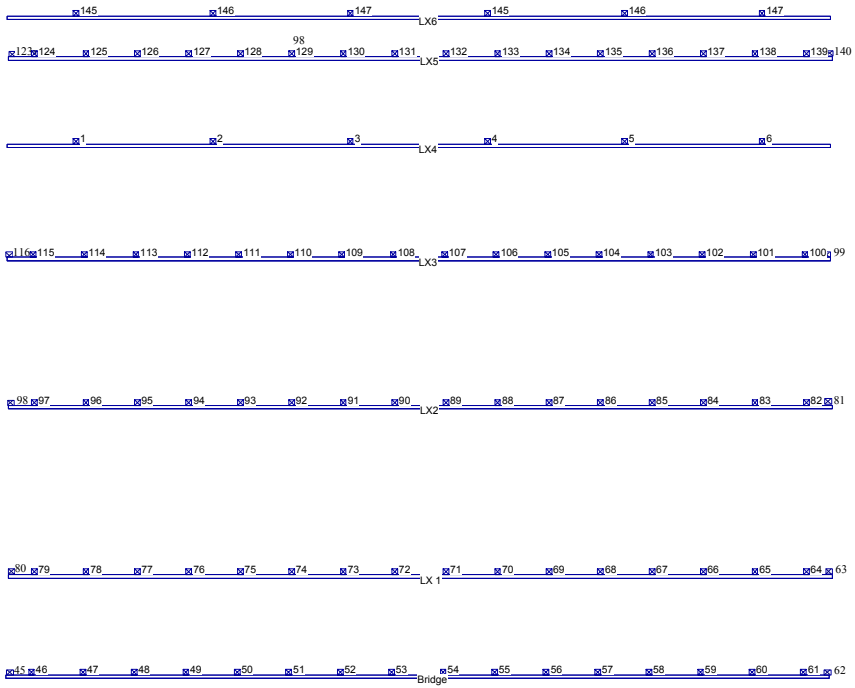 145 146 147 145 146 147
LX6
98
123 124 125 126 127 128 129 130 131 132 133 134 135 136 137 138 139 140
LX5
1 2 3 4 5 6
LX4
116 115 114 113 112 111 110 109 108 107 106 105 104 103 102 101 100 99
LX3
98 97 96 95 94 93 92 91 90 89 88 87 86 85 84 83 82 81
LX2
80 79 78 77 76 75 74 73 72 71 70 69 68 67 66 65 64 63
LX 1
45 46 47 48 49 50 51 52 53 54 55 56 57 58 59 60 61 62
Bridge